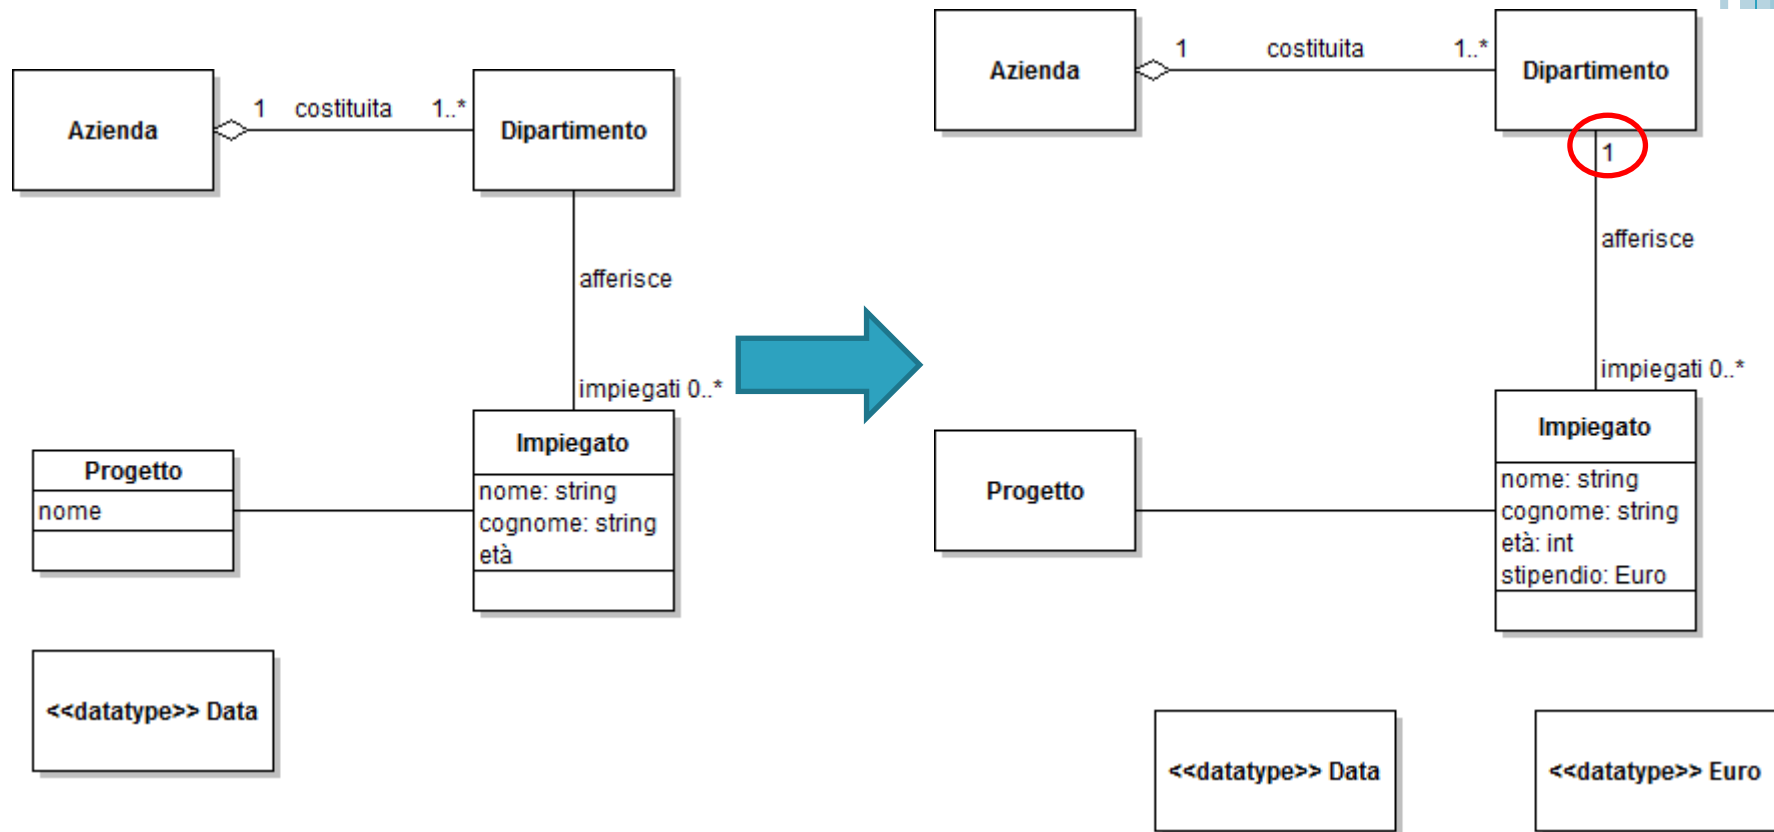 Azienda
1 costituita 1..*
Dipartimento
afferisce
impiegati 0..*
Progetto
nome
Impiegato
nome: string
cognome: string
età
<<datatype>> Data
Azienda
1 costituita 1..*
Dipartimento
1
afferisce
impiegati 0..*
Progetto
Impiegato
nome: string
cognome: string
età: int
stipendio: Euro
<<datatype>> Data
<<datatype>> Euro